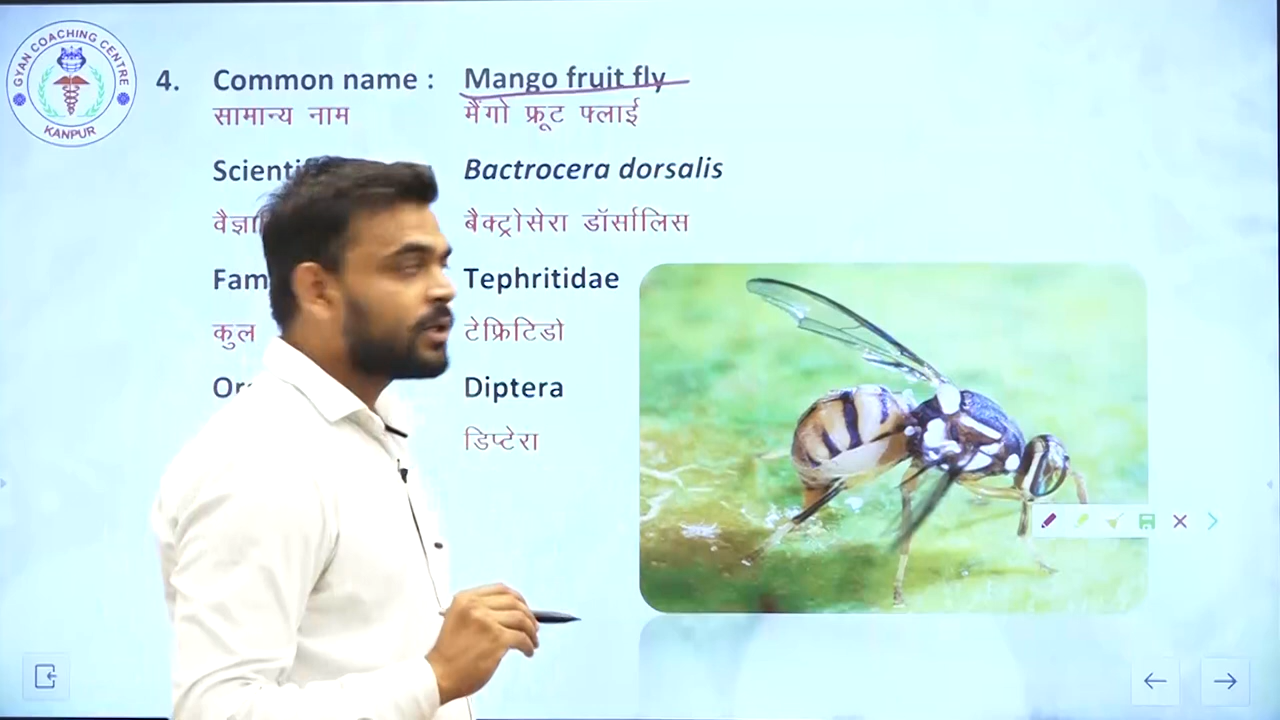 GYAN COACHING CENTRE
KANPUR
4. Common name : Mango fruit fly
सामान्य नाम मैंगो फ्रूट फ्लाई
Bactrocera dorsalis
बैक्ट्रोसेरा डॉर्सालिस
Tephritidae
कुल टेफ्रिटिडो
Diptera
डिप्टेरा